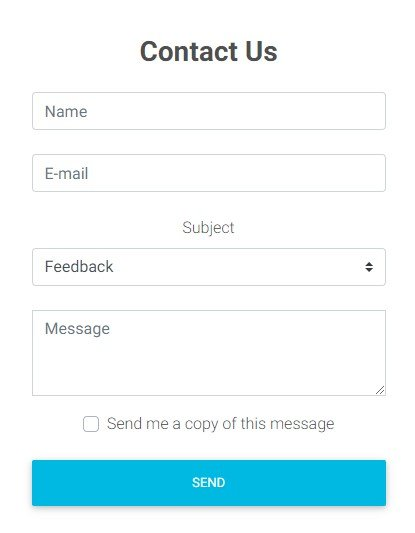 Contact Us
Name
E-mail
Subject
Feedback
Message
Send me a copy of this message
SEND